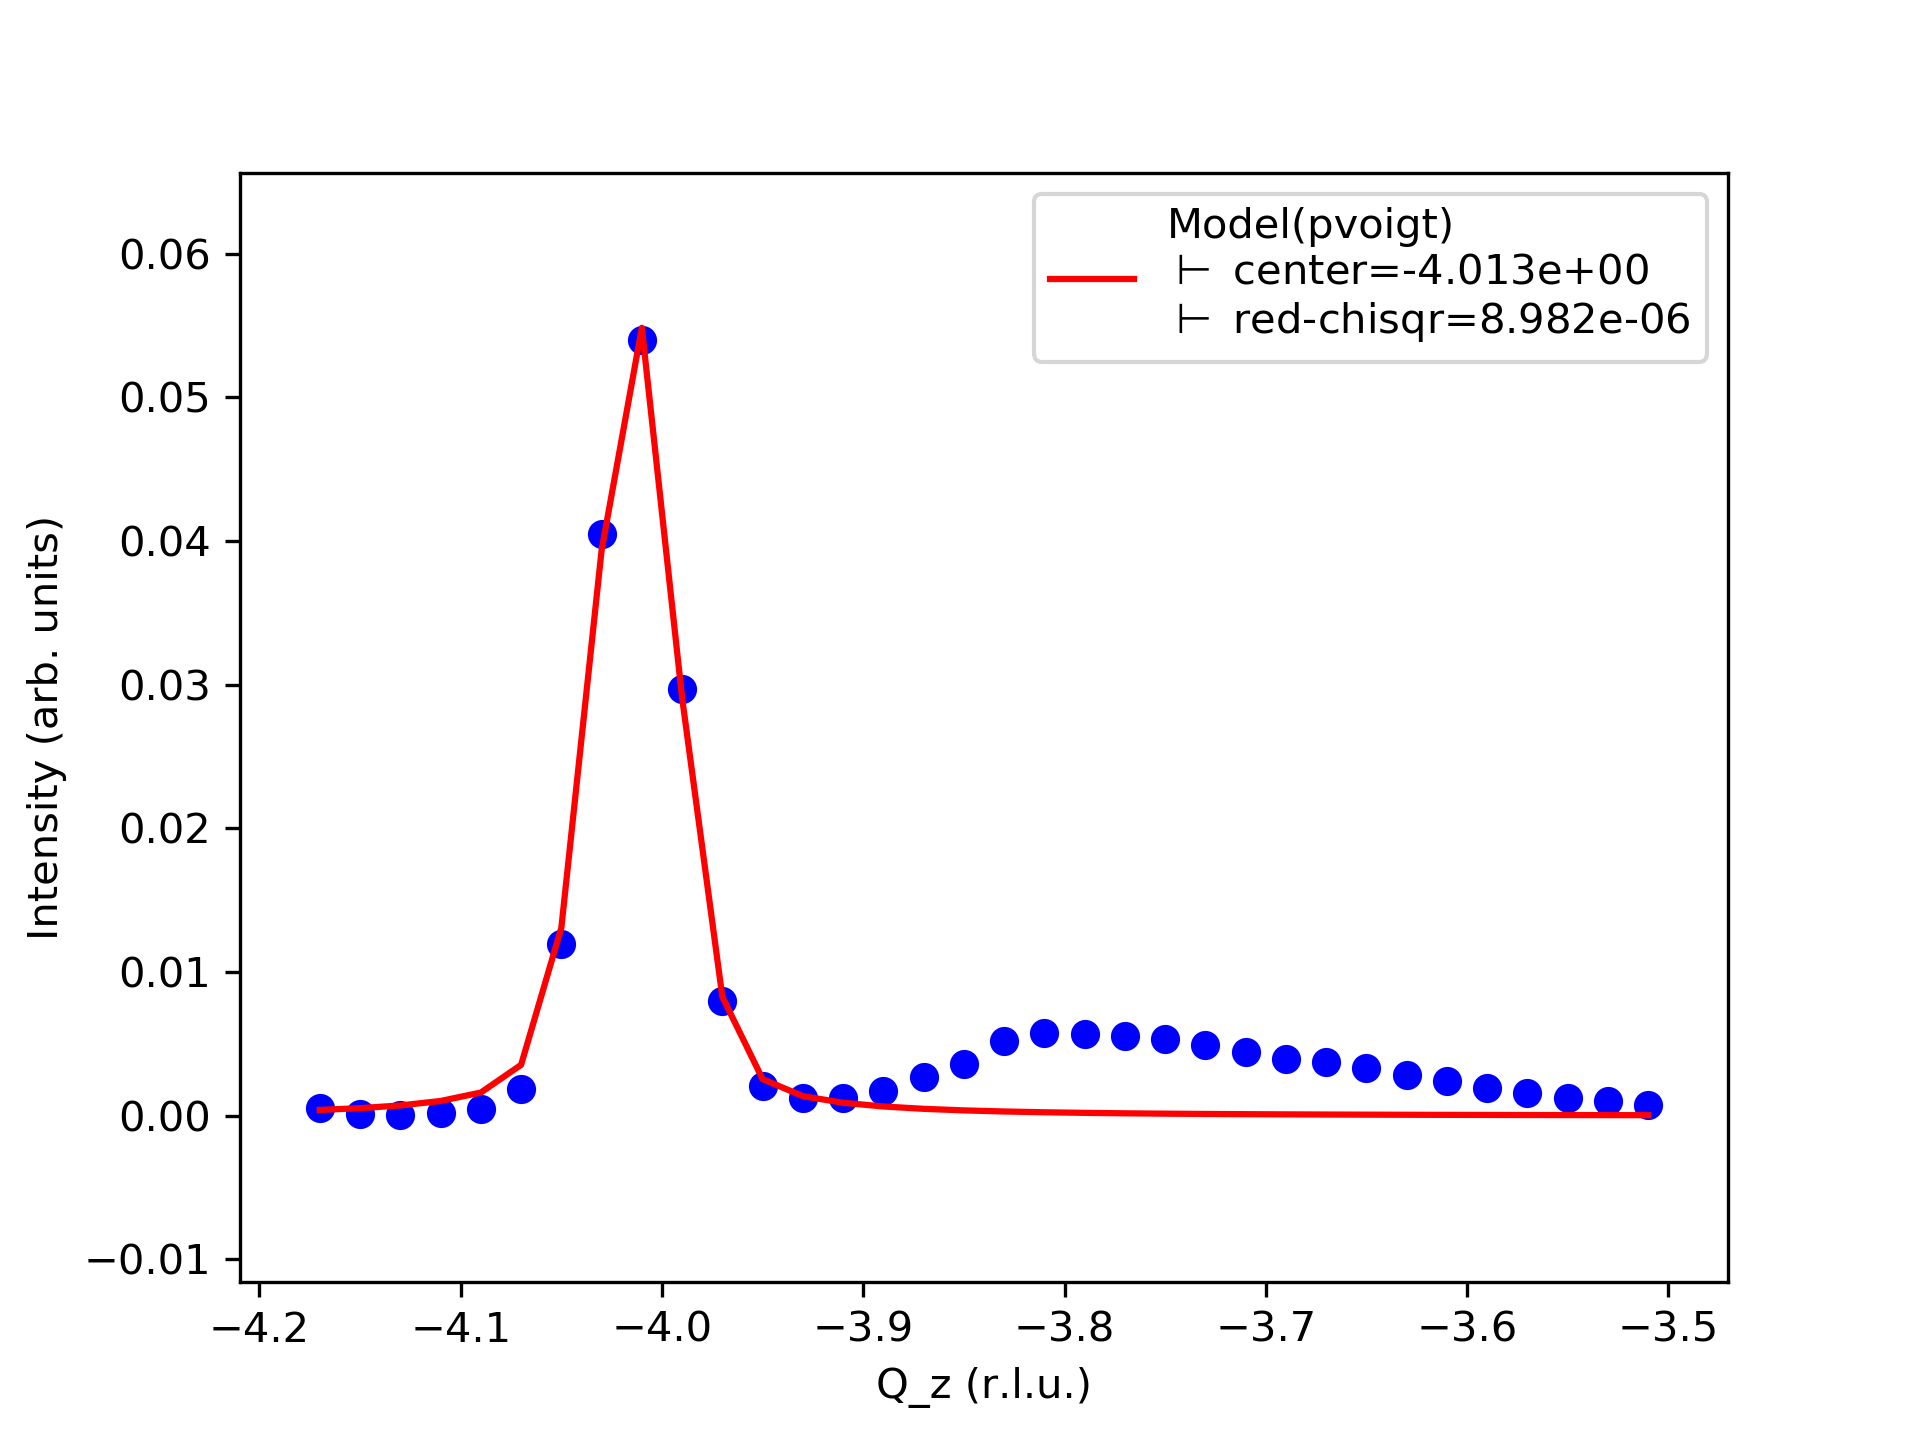 Model(pvoigt)
⊢ center=-4.013e+00
⊢ red-chisqr=8.982e-06
0.06
0.05
0.04
0.03
0.02
0.01
0.00
−0.01
Intensity (arb. units)
−4.2 −4.1 −4.0 −3.9 −3.8 −3.7 −3.6 −3.5
Q_z (r.l.u.)